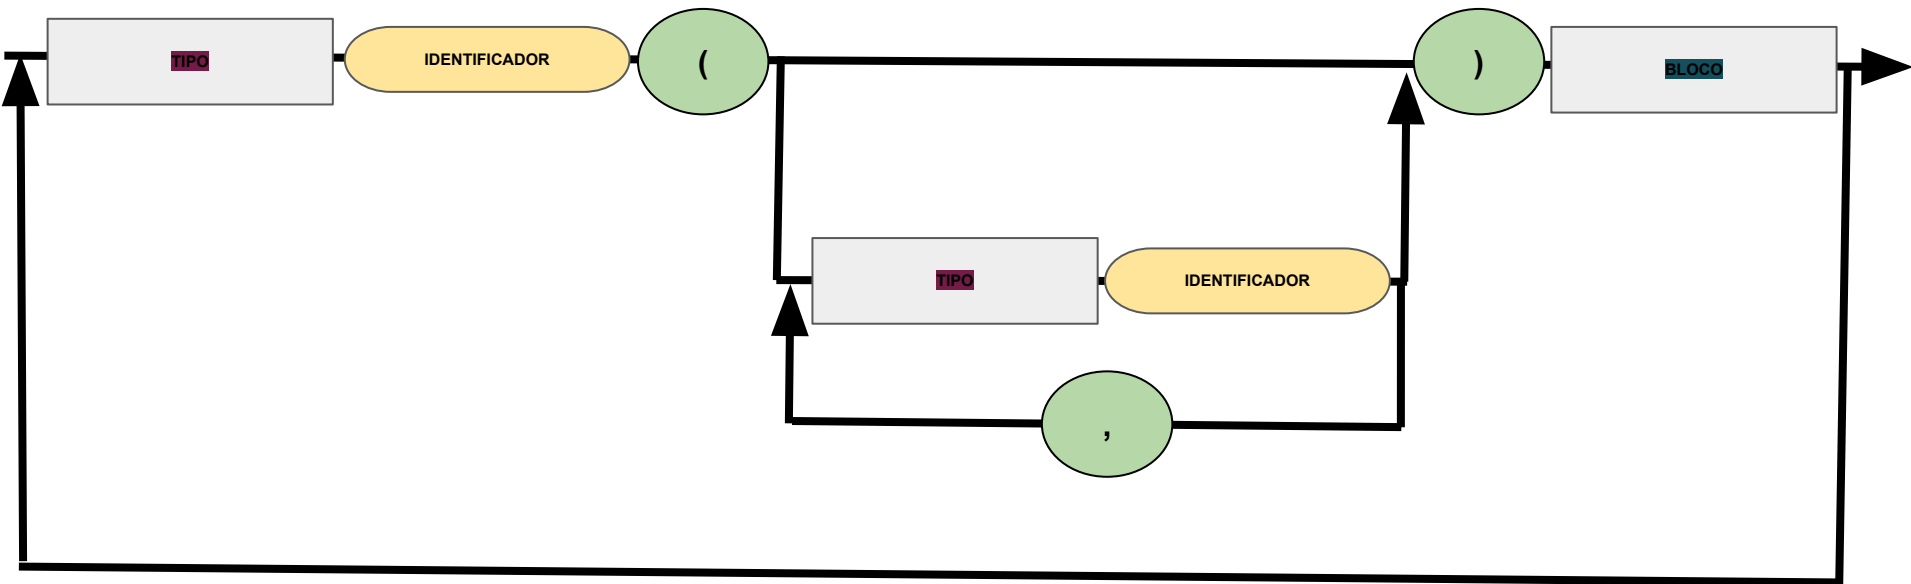 TIPO
IDENTIFICADOR
(
)
BLOCO
TIPO
IDENTIFICADOR
,